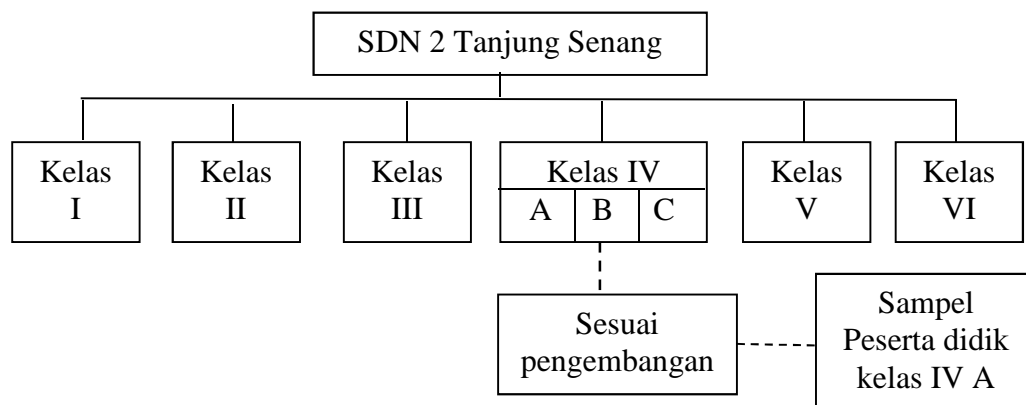 SDN 2 Tanjung Senang
Kelas
I
Kelas
II
Kelas
III
Kelas IV
A B C
Kelas
V
Kelas
VI
Sesuai
pengembangan
Sampel
Peserta didik
kelas IV A